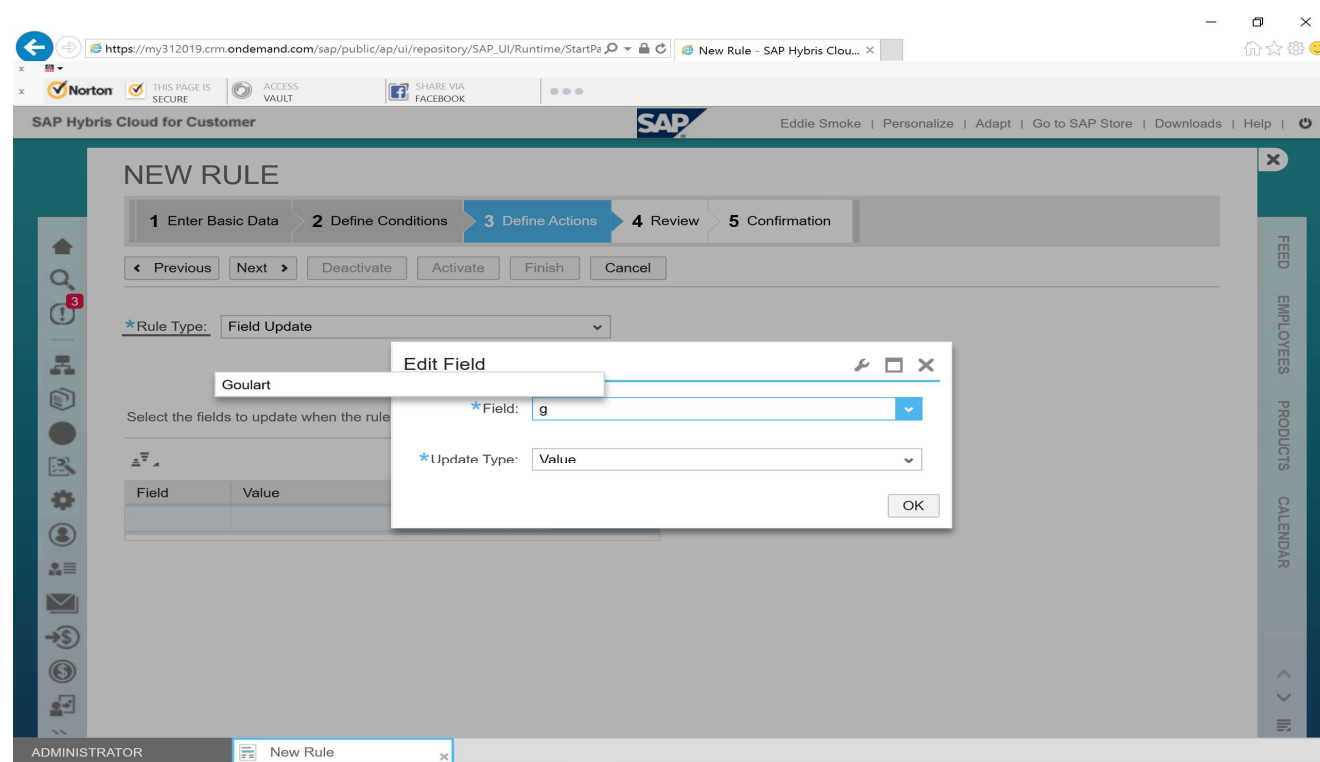 https://my312019.crm.ondemand.com/sap/public/ap/ui/repository/SAP_UI/Runtime/StartPa
New Rule - SAP Hybris Clou...
Norton
THIS PAGE IS SECURE
ACCESS VAULT
SHARE VIA FACEBOOK
SAP Hybris Cloud for Customer
SAP
Eddie Smoke | Personalize | Adapt | Go to SAP Store | Downloads | Help |
NEW RULE
1 Enter Basic Data
2 Define Conditions
3 Define Actions
4 Review
5 Confirmation
Previous
Next
Deactivate
Activate
Finish
Cancel
3
*Rule Type: Field Update
Edit Field
Goulart
*Field: g
Select the fields to update when the rule
*Update Type: Value
Field Value
OK
FEED
EMPLOYEES
PRODUCTS
CALENDAR
ADMINISTRATOR
New Rule